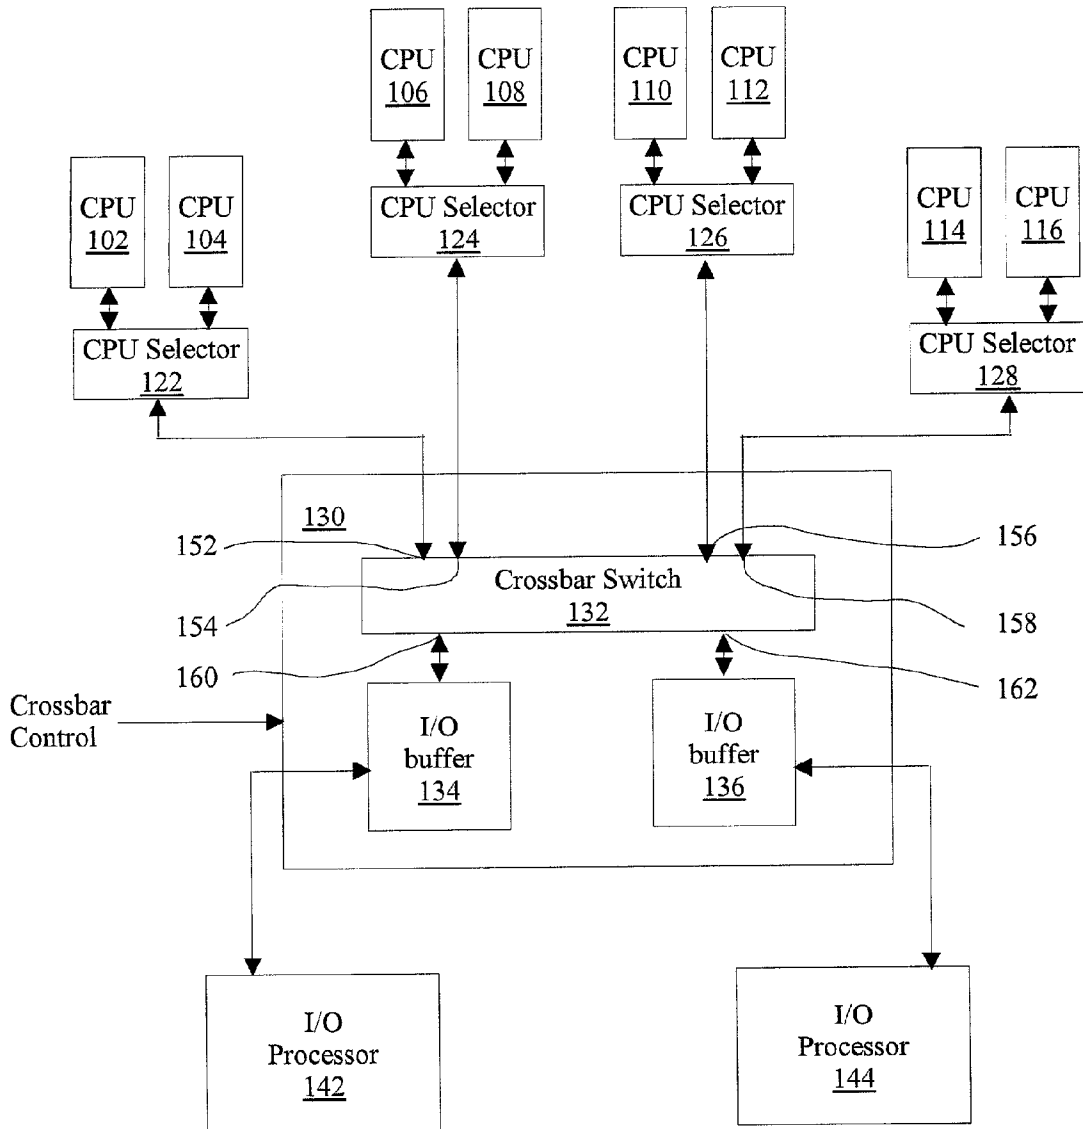 CPU
106
CPU
108
CPU
110
CPU
112
CPU
102
CPU
104
CPU Selector
124
CPU Selector
126
CPU
114
CPU
116
CPU Selector
122
CPU Selector
128
130
152
156
Crossbar Switch
132
154
158
160
162
Crossbar
Control
I/O
buffer
134
I/O
buffer
136
I/O
Processor
142
I/O
Processor
144